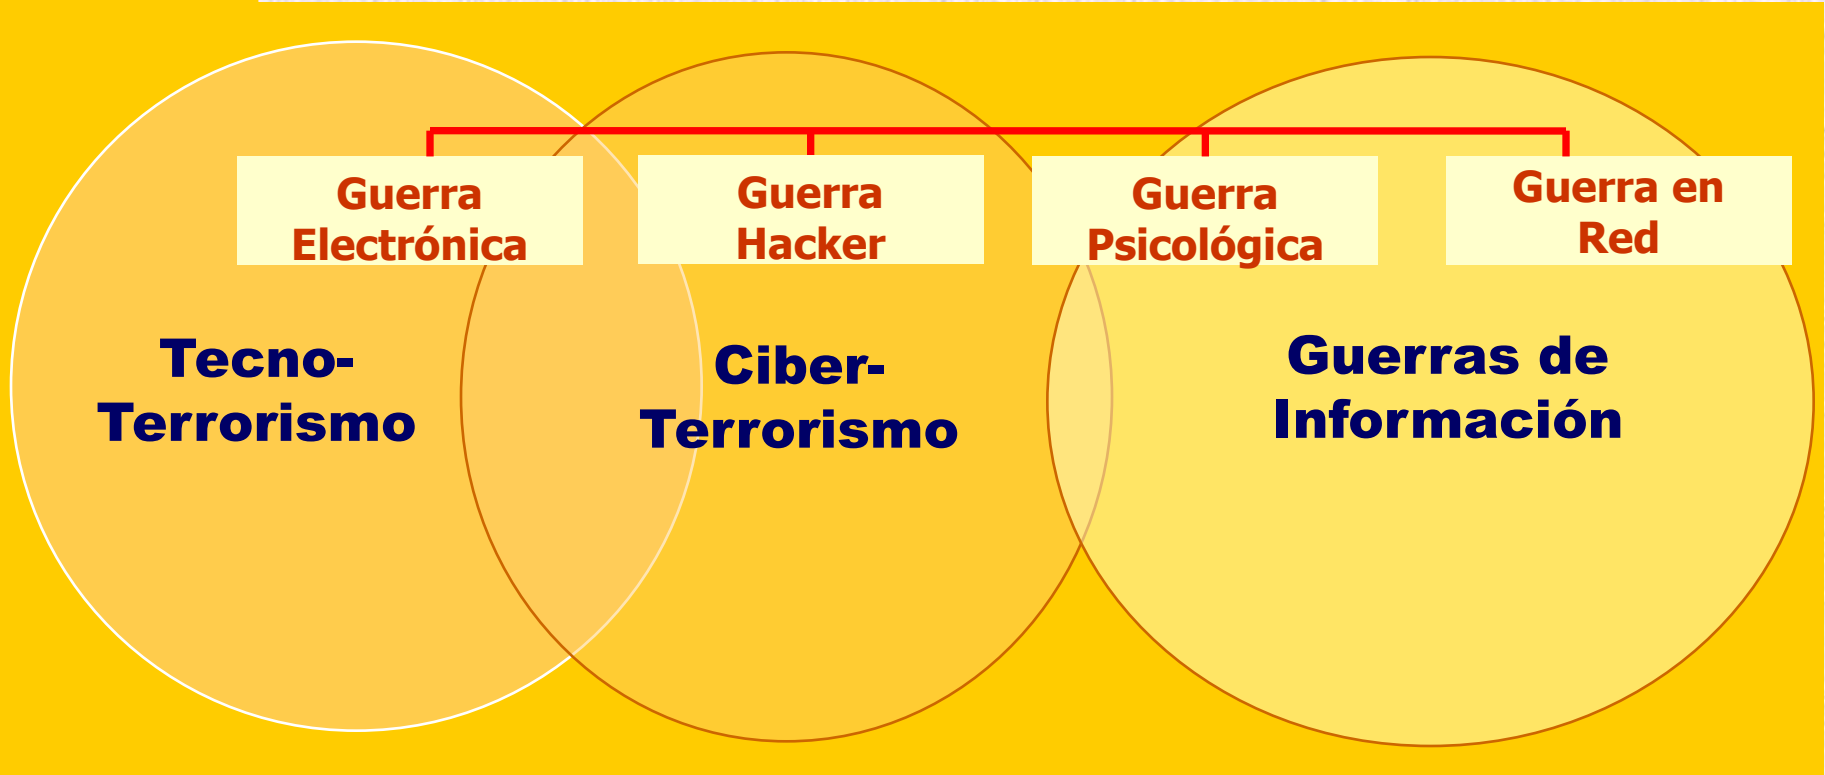 Guerra
Electrónica
Guerra
Hacker
Guerra
Psicológica
Guerra en
Red
Tecno-
Terrorismo
Ciber-
Terrorismo
Guerras de
Información